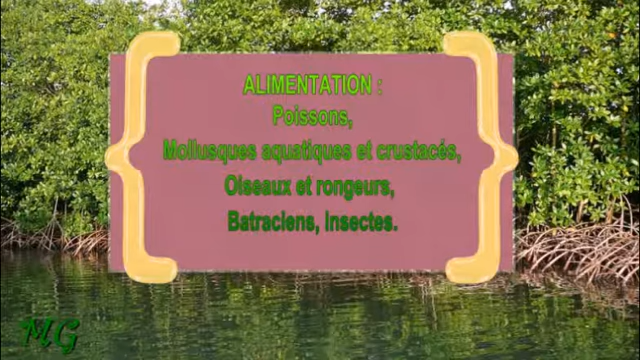 ALIMENTATION :
Poissons,
Mollusques aquatiques et crustacés,
Oiseaux et rongeurs,
Batraciens, insectes.
MG